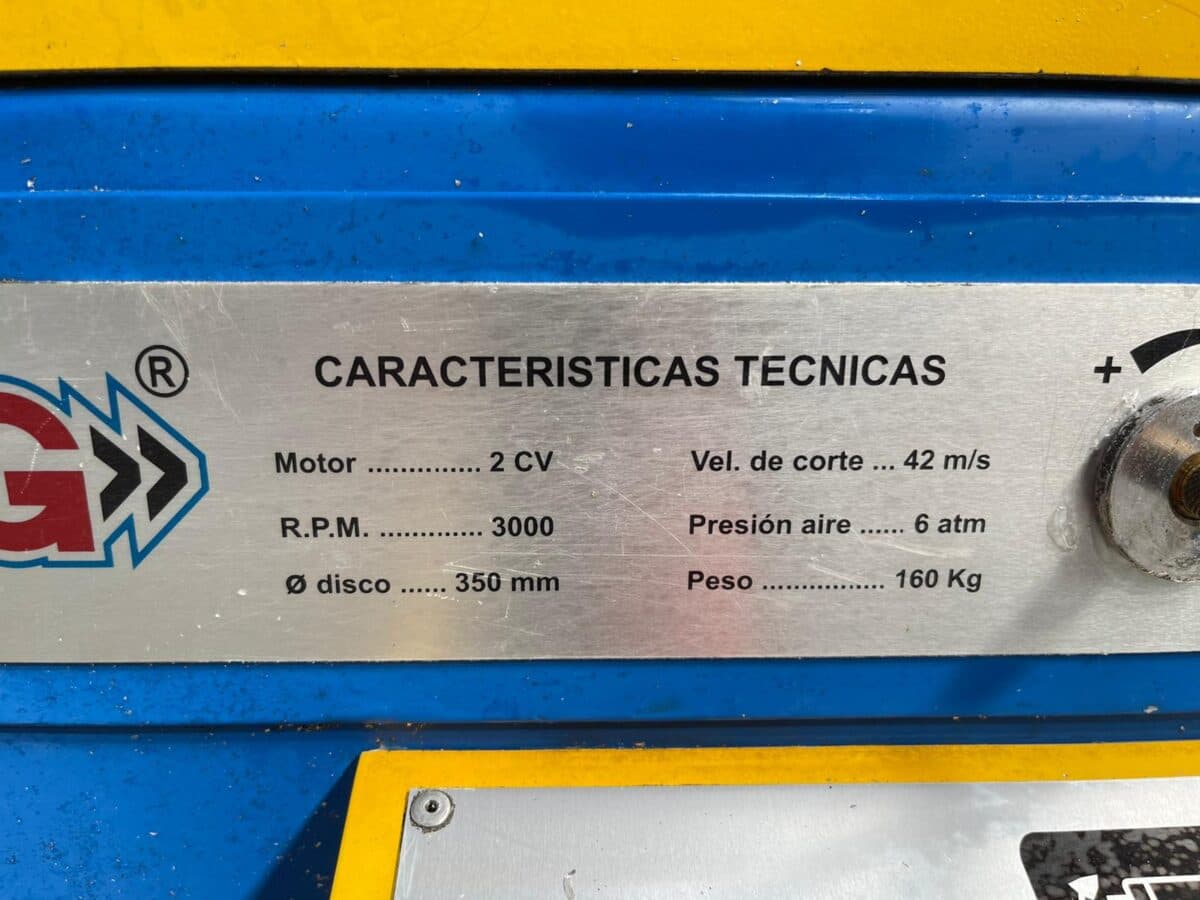 G ®
CARACTERISTICAS TECNICAS
Motor .............. 2 CV
R.P.M. ............. 3000
Ø disco ...... 350 mm
Vel. de corte ... 42 m/s
Presión aire ...... 6 atm
Peso ................ 160 Kg
+